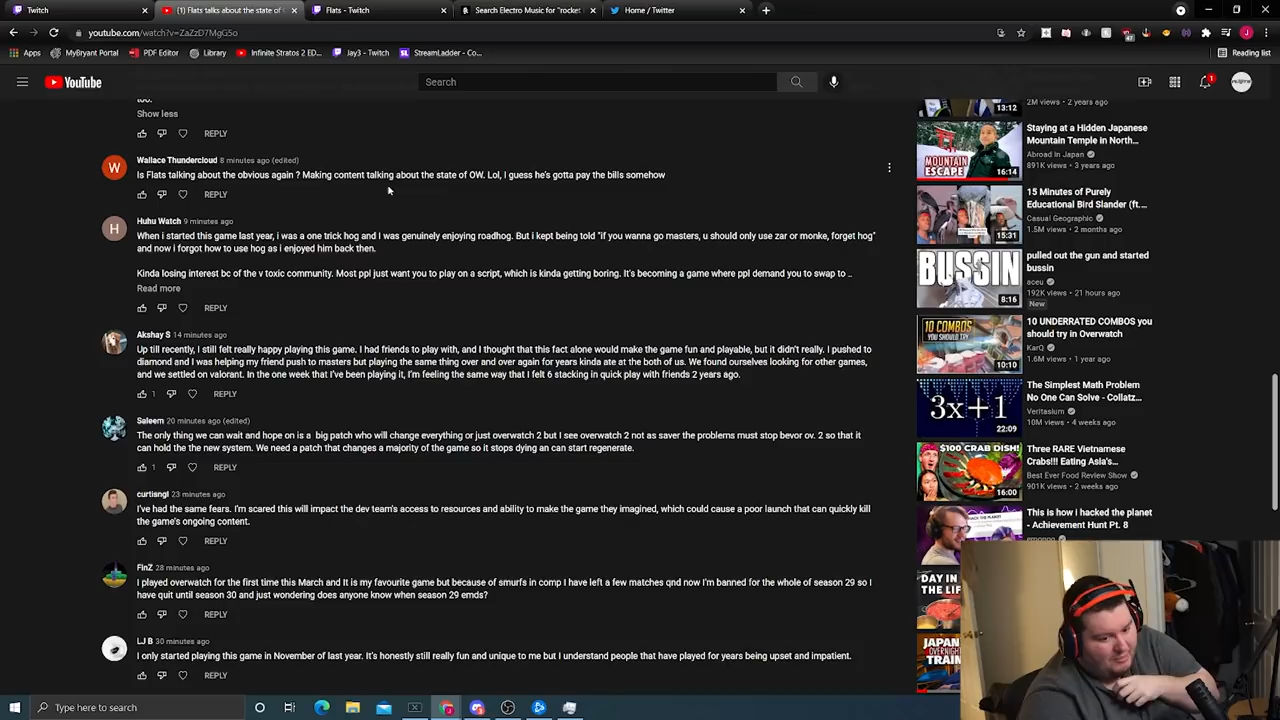 Twitch
(1) Flats talks about the state of
Flats - Twitch
Search Electro Music for "rocket
Home / Twitter
youtube.com/watch?v=ZaZzD7MgG5o
Apps
MyBryant Portal
PDF Editor
Library
Infinite Stratos 2 ED...
Jay3 - Twitch
StreamLadder - Co...
Reading list
YouTube
Search
too.
Show less
REPLY
Wallace Thundercloud 8 minutes ago (edited)
Is Flats talking about the obvious again ? Making content talking about the state of OW. Lol, I guess he's gotta pay the bills somehow
REPLY
Huhu Watch 9 minutes ago
When i started this game last year, i was a one trick hog and I was genuinely enjoying roadhog. But i kept being told "if you wanna go masters, u should only use zar or monke, forget hog"
and now i forgot how to use hog as i enjoyed him back then.
Kinda losing interest bc of the v toxic community. Most ppl just want you to play on a script, which is kinda getting boring. It's becoming a game where ppl demand you to swap to ..
Read more
REPLY
Akshay S 14 minutes ago
Up till recently, I still felt really happy playing this game. I had friends to play with, and I thought that this fact alone would make the game fun and playable, but it didn't really. I pushed to
diamond and I was helping my friend push to masters but playing the same thing over and over again for years kinda ate at the both of us. We found ourselves looking for other games,
and we settled on valorant. In the one week that I've been playing it, I'm feeling the same way that I felt 6 stacking in quick play with friends 2 years ago.
1
REPLY
Saleem 20 minutes ago (edited)
The only thing we can wait and hope on is a big patch who will change everything or just overwatch 2 but I see overwatch 2 not as saver the problems must stop bevor ov. 2 so that it
can hold the the new system. We need a patch that changes a majority of the game so it stops dying an can start regenerate.
1
REPLY
curtisngl 23 minutes ago
I've had the same fears. I'm scared this will impact the dev team's access to resources and ability to make the game they imagined, which could cause a poor launch that can quickly kill
the game's ongoing content.
REPLY
FinZ 28 minutes ago
I played overwatch for the first time this March and It is my favourite game but because of smurfs in comp I have left a few matches qnd now I'm banned for the whole of season 29 so I
have quit until season 30 and just wondering does anyone know when season 29 emds?
REPLY
LJ B 30 minutes ago
I only started playing this game in November of last year. It's honestly still really fun and unique to me but I understand people that have played for years being upset and impatient.
REPLY
13:12
2M views • 2 years ago
MOUNTAIN
ESCAPE
16:14
Staying at a Hidden Japanese
Mountain Temple in North...
Abroad In Japan
891K views • 3 years ago
15:31
15 Minutes of Purely
Educational Bird Slander (ft....
Casual Geographic
1.5M views • 2 months ago
BUSSIN
8:16
pulled out the gun and started
bussin
aceu
192K views • 21 hours ago
New
10 COMBOS
YOU SHOULD
TRY
10:10
10 UNDERRATED COMBOS you
should try in Overwatch
KarQ
1.6M views • 1 year ago
3x+1
22:09
The Simplest Math Problem
No One Can Solve - Collatz...
Veritasium
10M views • 4 weeks ago
$100 CRAB DISH!
16:00
Three RARE Vietnamese
Crabs!!! Eating Asia's...
Best Ever Food Review Show
901K views • 2 weeks ago
This is how i hacked the planet
- Achievement Hunt Pt. 8
DAY IN
THE LIF
JAPAN
OVERNIGHT
TRAIN
Type here to search